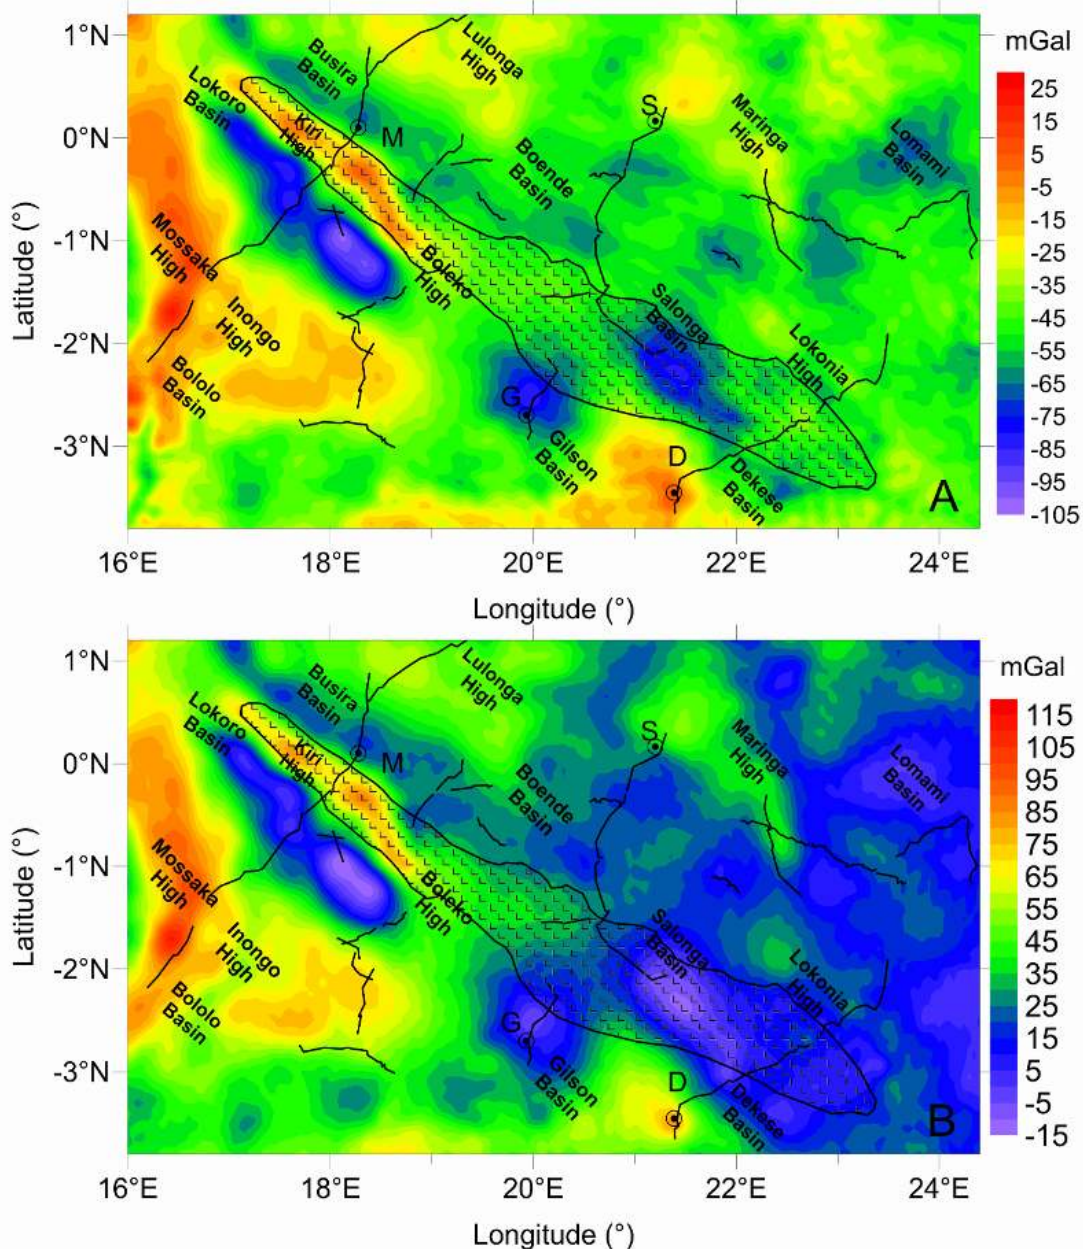 mGal
1°N
0°N
-1°N
-2°N
-3°N
Latitude (°)
Busira
Basin
Lulonga
High
Lokoro
Basin
Kiri
High
M
S
Maringa
High
Lomami
Basin
Boende
Basin
Mossaka
High
Boleko
High
Inongo
High
Salonga
Basin
Lokonia
High
Bololo
Basin
G
Gilson
Basin
D
Dekese
Basin
A
25
15
5
-5
-15
-25
-35
-45
-55
-65
-75
-85
-95
-105
16°E
18°E
20°E
22°E
24°E
Longitude (°)
mGal
1°N
0°N
-1°N
-2°N
-3°N
Latitude (°)
Busira
Basin
Lulonga
High
Lokoro
Basin
Kiri
High
M
S
Maringa
High
Lomami
Basin
Boende
Basin
Mossaka
High
Boleko
High
Inongo
High
Salonga
Basin
Lokonia
High
Bololo
Basin
G
Gilson
Basin
D
Dekese
Basin
B
115
105
95
85
75
65
55
45
35
25
15
5
-5
-15
16°E
18°E
20°E
22°E
24°E
Longitude (°)